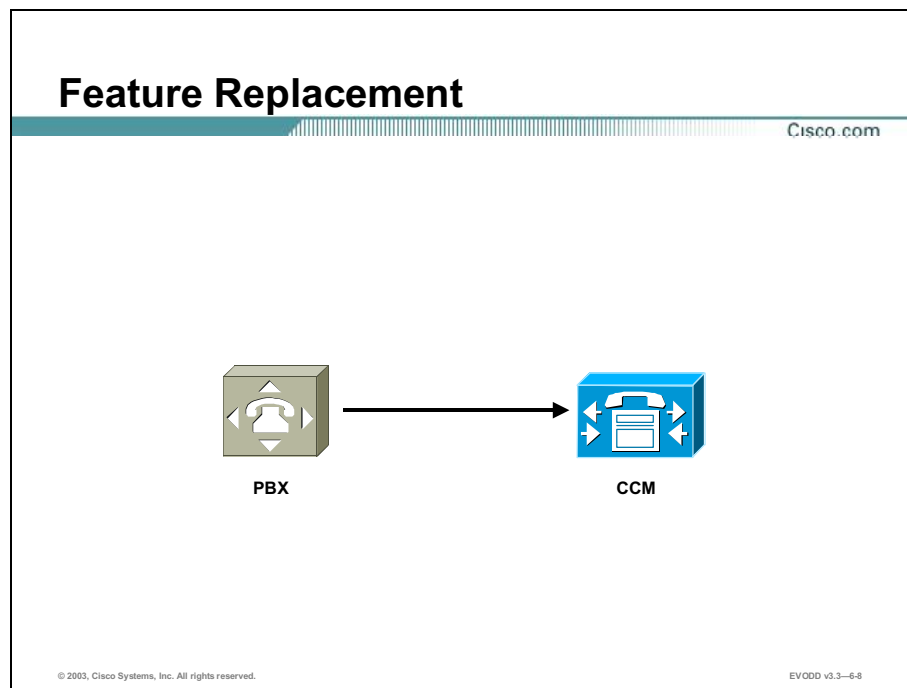 Feature Replacement
Cisco.com
PBX
CCM
© 2003, Cisco Systems, Inc. All rights reserved.
EVODD v3.3—6-8